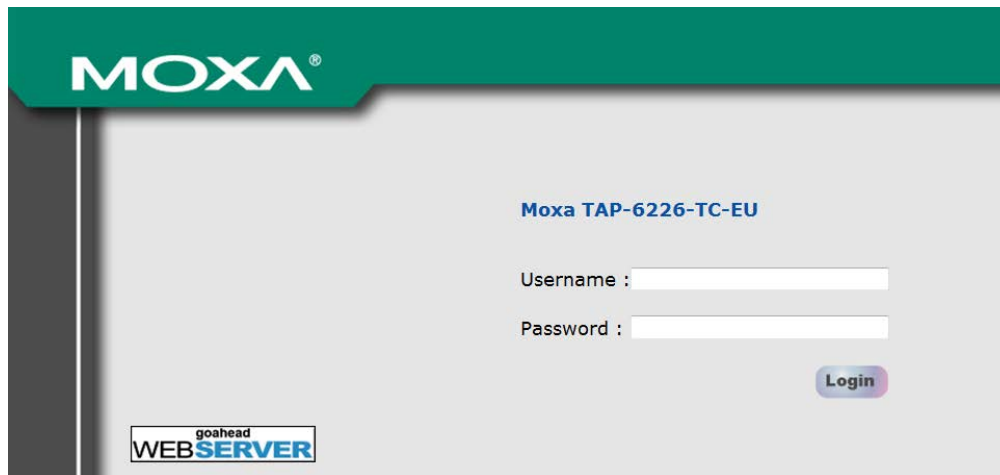 MOXA®
Moxa TAP-6226-TC-EU
Username :
Password :
Login
goahead
WEBSERVER